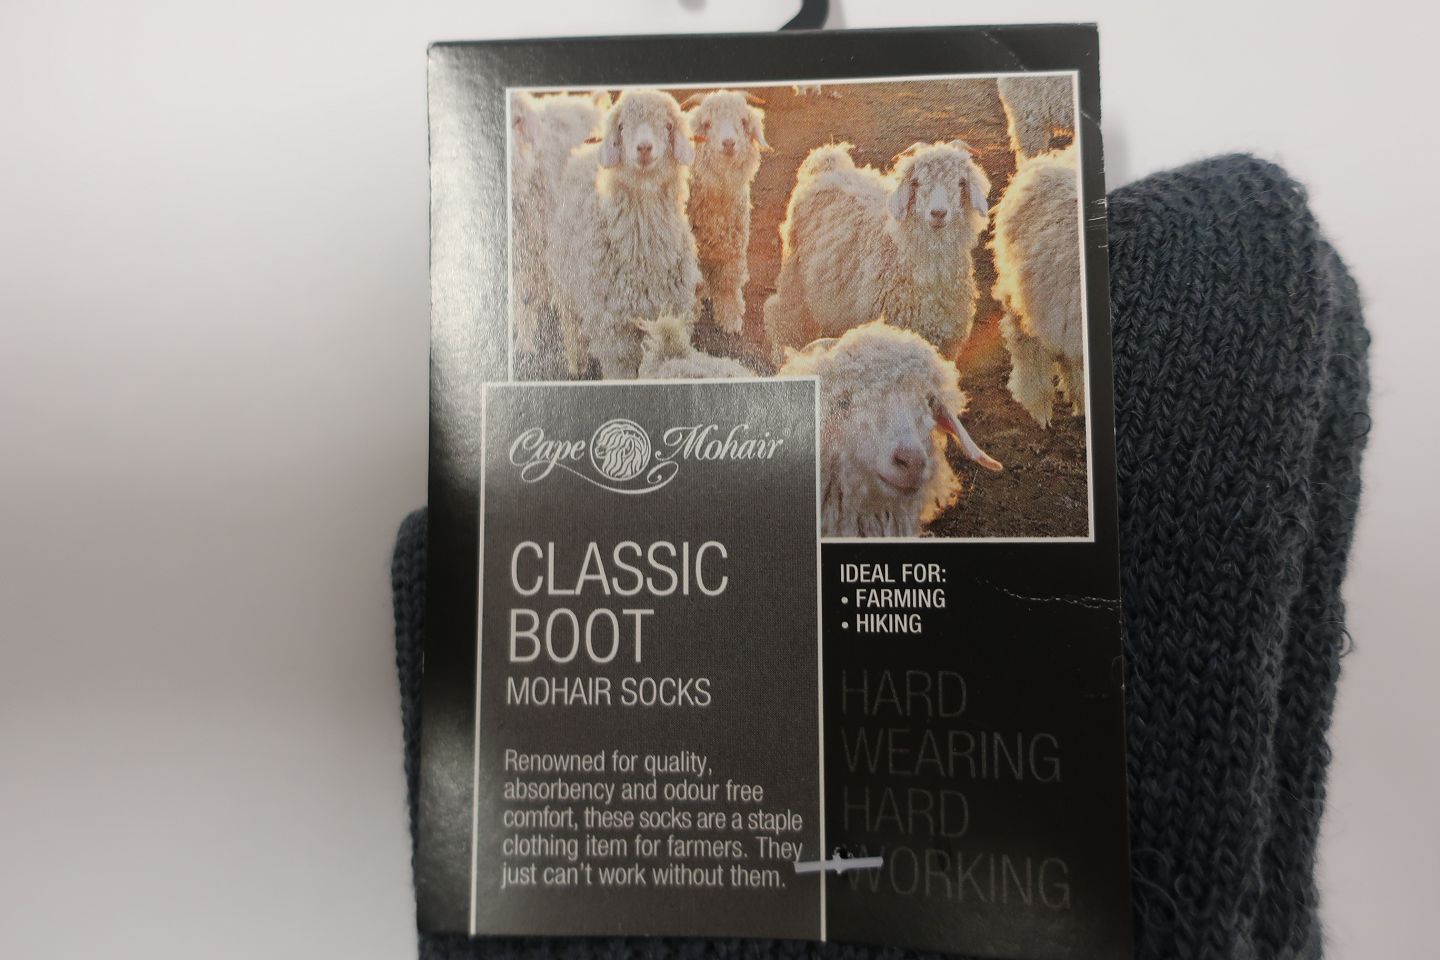 Cape Mohair
CLASSIC
BOOT
MOHAIR SOCKS
Renowned for quality,
absorbency and odour free
comfort, these socks are a staple
clothing item for farmers. They
just can't work without them.
IDEAL FOR:
• FARMING
• HIKING
HARD
WEARING
HARD
WORKING